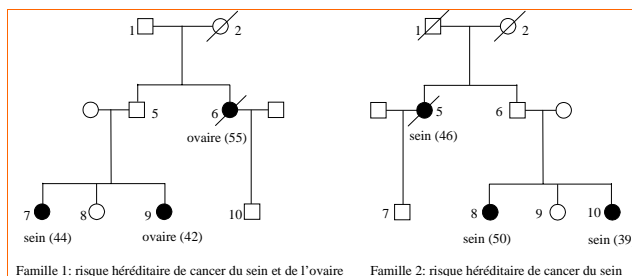 1
2
5
6
ovaire (55)
7
8
9
10
sein (44)
ovaire (42)
Famille 1: risque héréditaire de cancer du sein et de l'ovaire
1
2
5
6
sein (46)
7
8
9
10
sein (50)
sein (39
Famille 2: risque héréditaire de cancer du sein